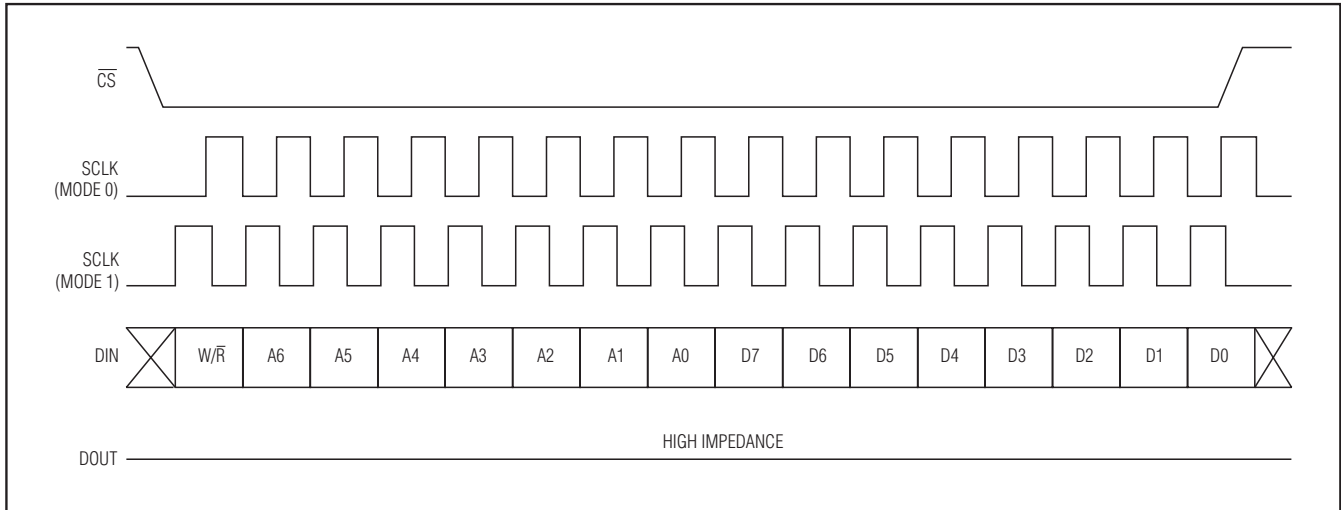 C̅S̅
SCLK
(MODE 0)
SCLK
(MODE 1)
DIN W/R̅ A6 A5 A4 A3 A2 A1 A0 D7 D6 D5 D4 D3 D2 D1 D0
HIGH IMPEDANCE
DOUT